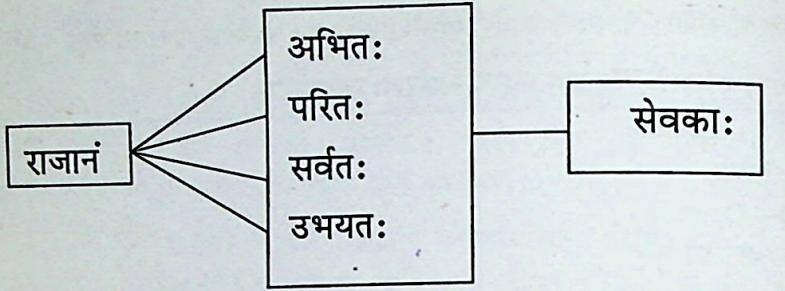 राजानं
अभितः
परितः
सर्वतः
उभयतः
सेवकाः